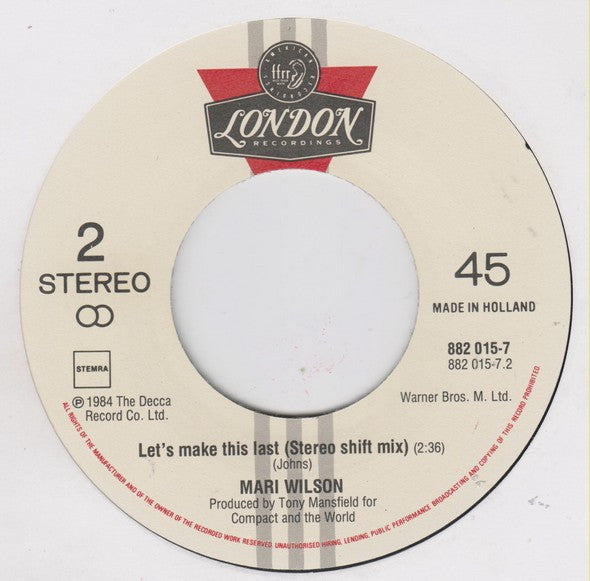 AMERICAN RECORDINGS
ffrr
LONDON
RECORDINGS
2
STEREO
45
MADE IN HOLLAND
882 015-7
882 015-7.2
STEMRA
℗ 1984 The Decca
Record Co. Ltd.
Warner Bros. M. Ltd.
Let's make this last (Stereo shift mix) (2:36)
(Johns)
MARI WILSON
Produced by Tony Mansfield for
Compact and the World
ALL RIGHTS OF THE MANUFACTURER AND OF THE OWNER OF THE RECORDED WORK RESERVED. UNAUTHORISED HIRING, LENDING, PUBLIC PERFORMANCE BROADCASTING AND COPYING OF THIS RECORD PROHIBITED.